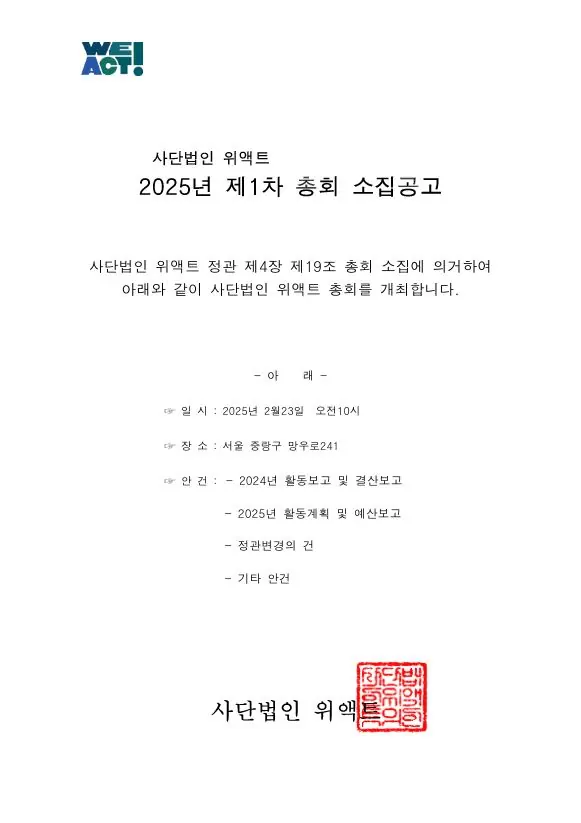 WE ACT!
사단법인 위액트
2025년 제1차 총회 소집공고
사단법인 위액트 정관 제4장 제19조 총회 소집에 의거하여
아래와 같이 사단법인 위액트 총회를 개최합니다.
- 아 래 -
☞ 일 시 : 2025년 2월23일 오전10시
☞ 장 소 : 서울 중랑구 망우로241
☞ 안 건 : - 2024년 활동보고 및 결산보고
- 2025년 활동계획 및 예산보고
- 정관변경의 건
- 기타 안건
사단법인 위액트